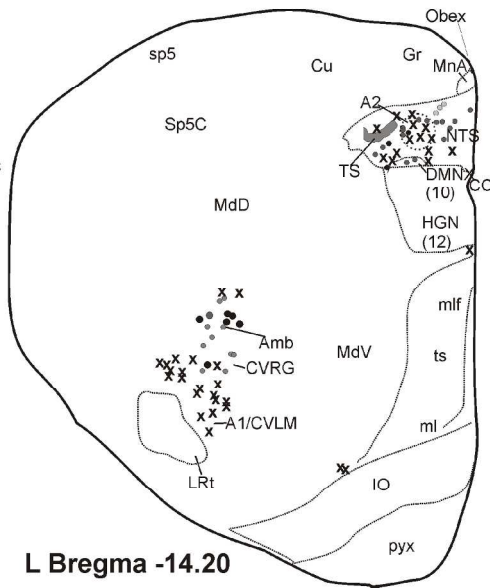 Obex
sp5
Cu
Gr
MnA
A2
Sp5C
NTS
TS
DMNX
(10)
CC
MdD
HGN
(12)
mlf
Amb
MdV
CVRG
ts
A1/CVLM
ml
LRt
IO
pyx
L Bregma -14.20